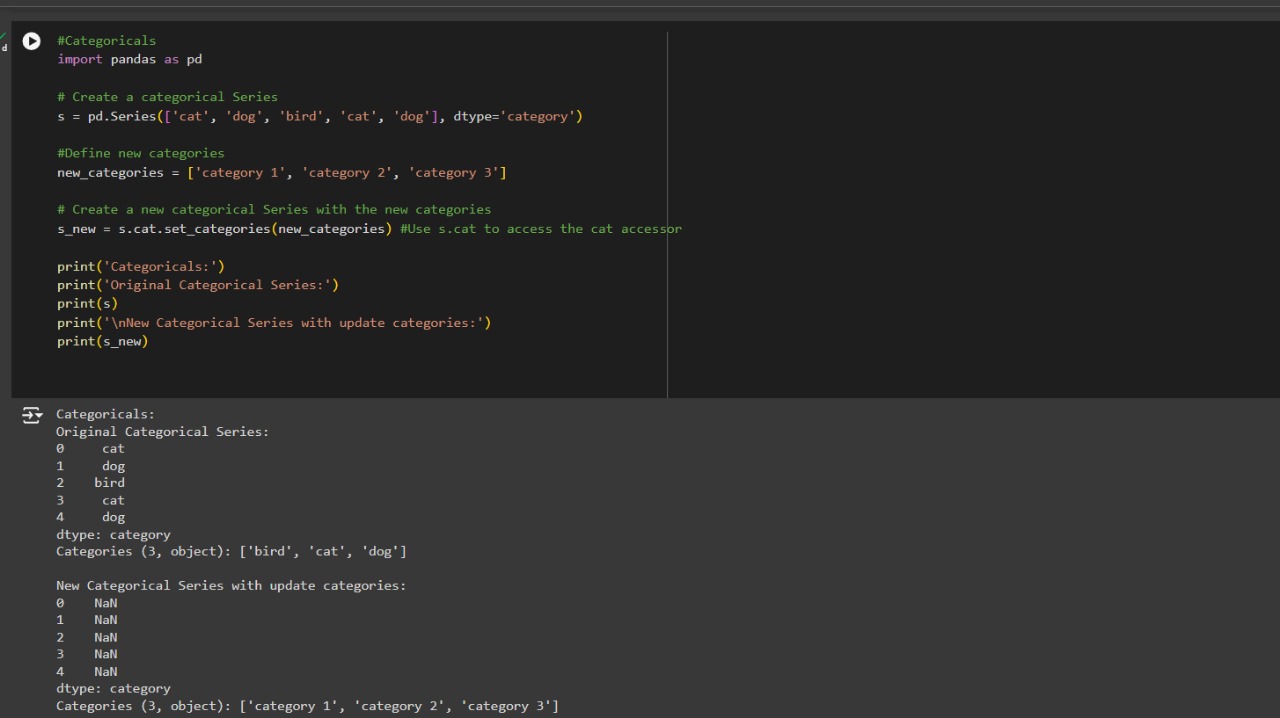 d
#Categoricals
import pandas as pd
# Create a categorical Series
s = pd.Series(['cat', 'dog', 'bird', 'cat', 'dog'], dtype='category')
#Define new categories
new_categories = ['category 1', 'category 2', 'category 3']
# Create a new categorical Series with the new categories
s_new = s.cat.set_categories(new_categories) #Use s.cat to access the cat accessor
print('Categoricals:')
print('Original Categorical Series:')
print(s)
print('\nNew Categorical Series with update categories:')
print(s_new)
Categoricals:
Original Categorical Series:
0     cat
1     dog
2    bird
3     cat
4     dog
dtype: category
Categories (3, object): ['bird', 'cat', 'dog']
New Categorical Series with update categories:
0    NaN
1    NaN
2    NaN
3    NaN
4    NaN
dtype: category
Categories (3, object): ['category 1', 'category 2', 'category 3']